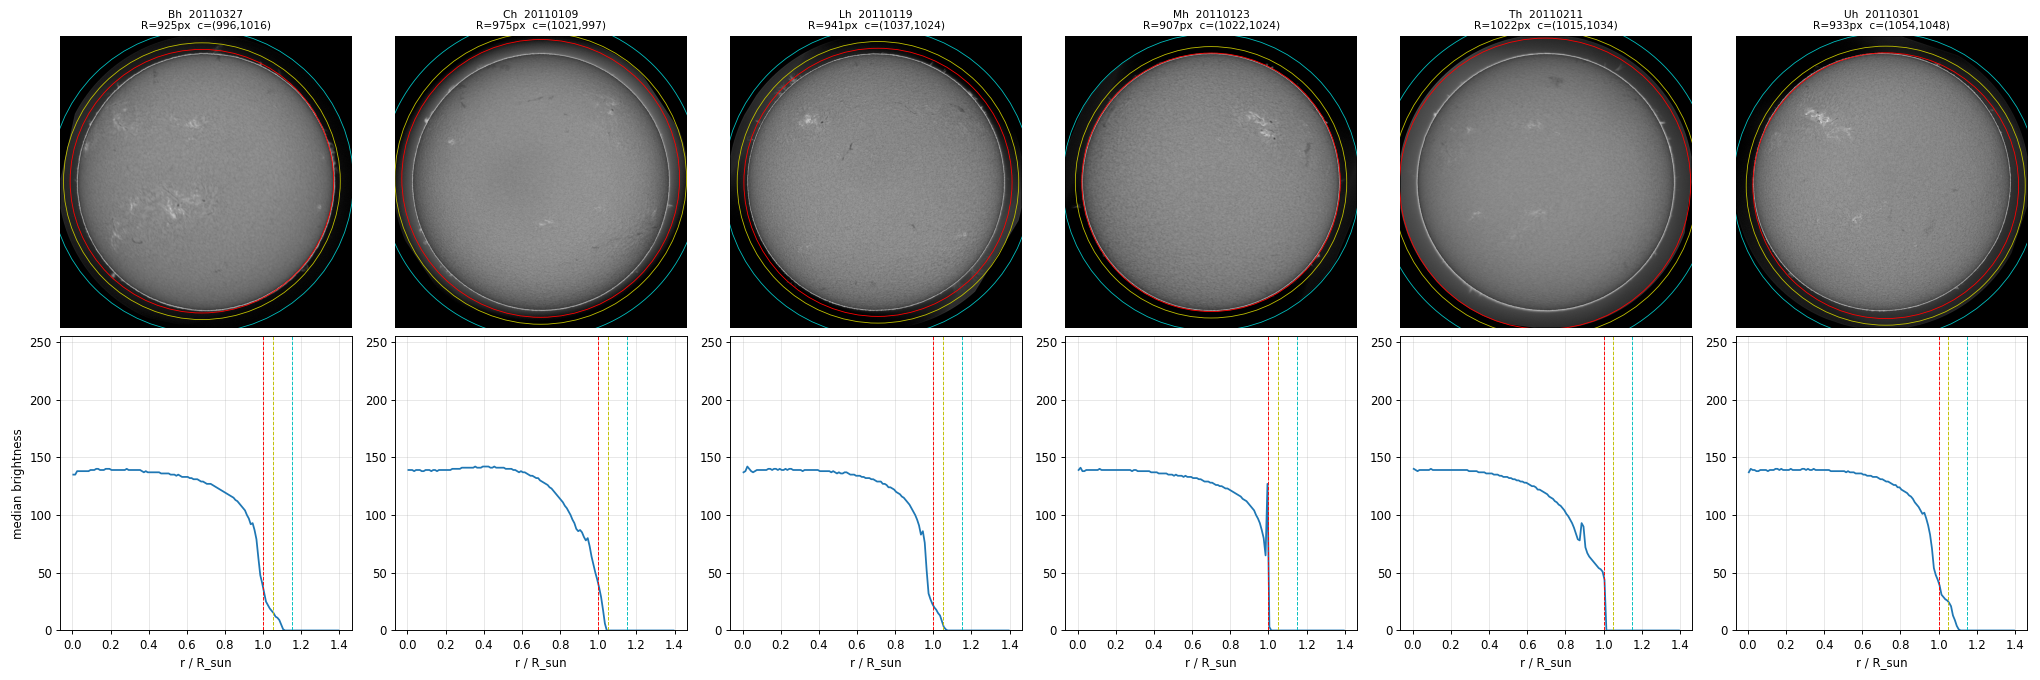 Bh 20110327
R=925px c=(996,1016)
Ch 20110109
R=975px c=(1021,997)
Lh 20110119
R=941px c=(1037,1024)
Mh 20110123
R=907px c=(1022,1024)
Th 20110211
R=1022px c=(1015,1034)
Uh 20110301
R=933px c=(1054,1048)
median brightness
250
200
150
100
50
0
0.0 0.2 0.4 0.6 0.8 1.0 1.2 1.4
r / R_sun
250
200
150
100
50
0
0.0 0.2 0.4 0.6 0.8 1.0 1.2 1.4
r / R_sun
250
200
150
100
50
0
0.0 0.2 0.4 0.6 0.8 1.0 1.2 1.4
r / R_sun
250
200
150
100
50
0
0.0 0.2 0.4 0.6 0.8 1.0 1.2 1.4
r / R_sun
250
200
150
100
50
0
0.0 0.2 0.4 0.6 0.8 1.0 1.2 1.4
r / R_sun
250
200
150
100
50
0
0.0 0.2 0.4 0.6 0.8 1.0 1.2 1.4
r / R_sun